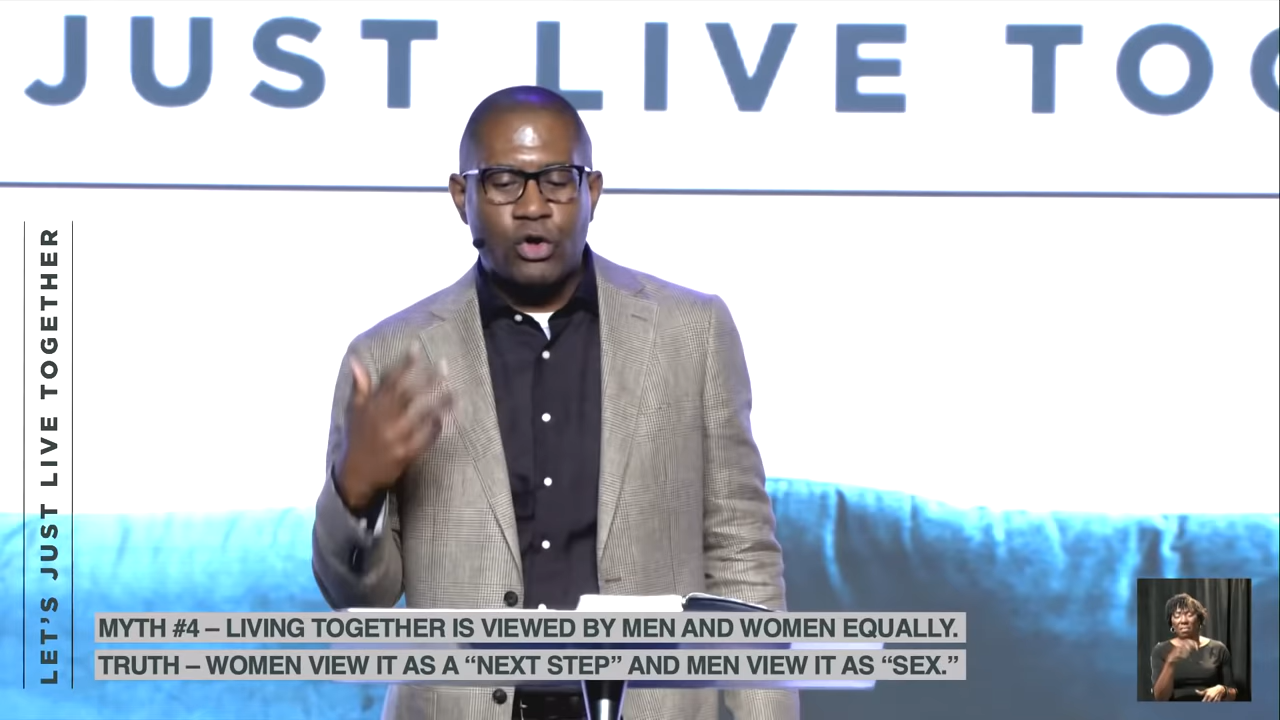 JUST LIVE TOG
LET'S JUST LIVE TOGETHER
MYTH #4 – LIVING TOGETHER IS VIEWED BY MEN AND WOMEN EQUALLY.
TRUTH – WOMEN VIEW IT AS A “NEXT STEP” AND MEN VIEW IT AS “SEX.”